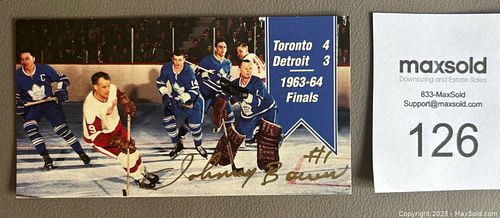 Toronto 4
Detroit 3
1963-64
Finals
C
9
#1
Johnny Bower
maxsold
Downsizing and Estate Sales
833-MaxSold
Support@maxsold.com
126
Copyright 2023 - MaxSold.com